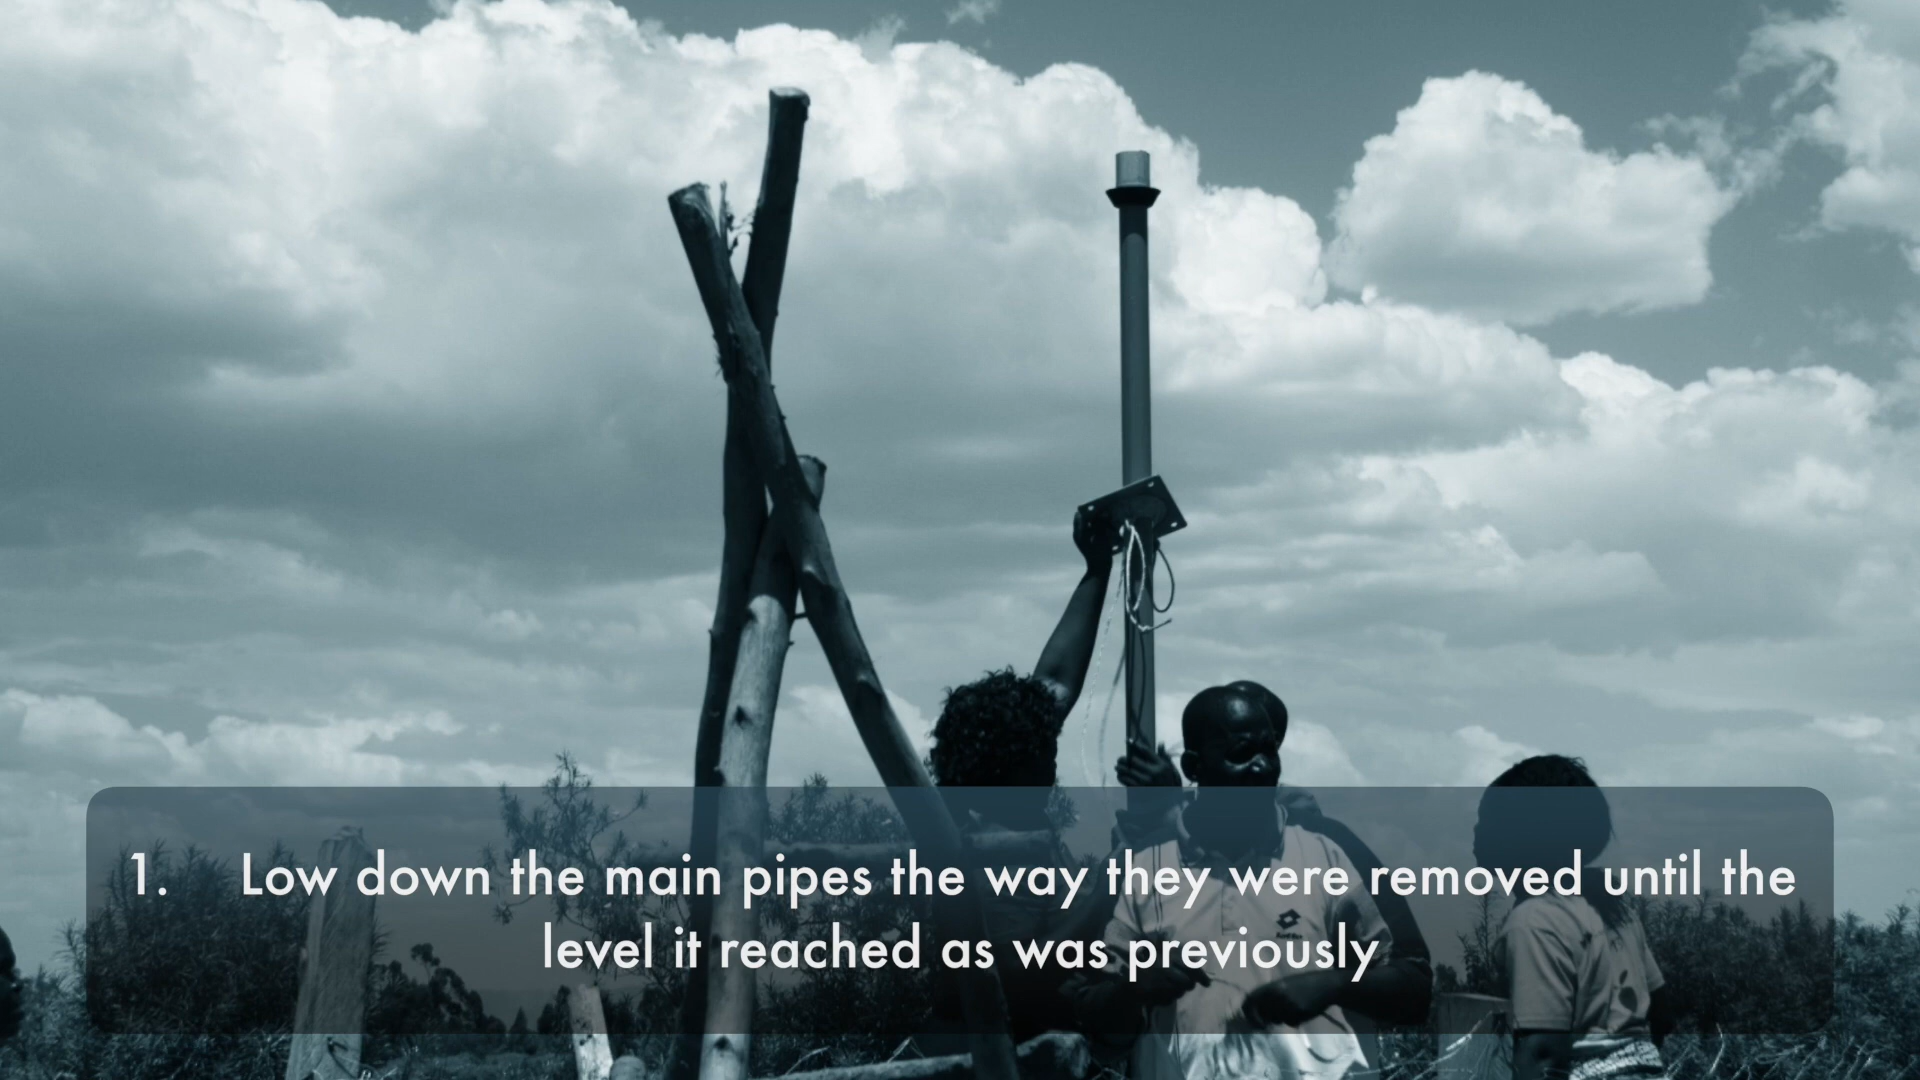 1. Low down the main pipes the way they were removed until the
level it reached as was previously